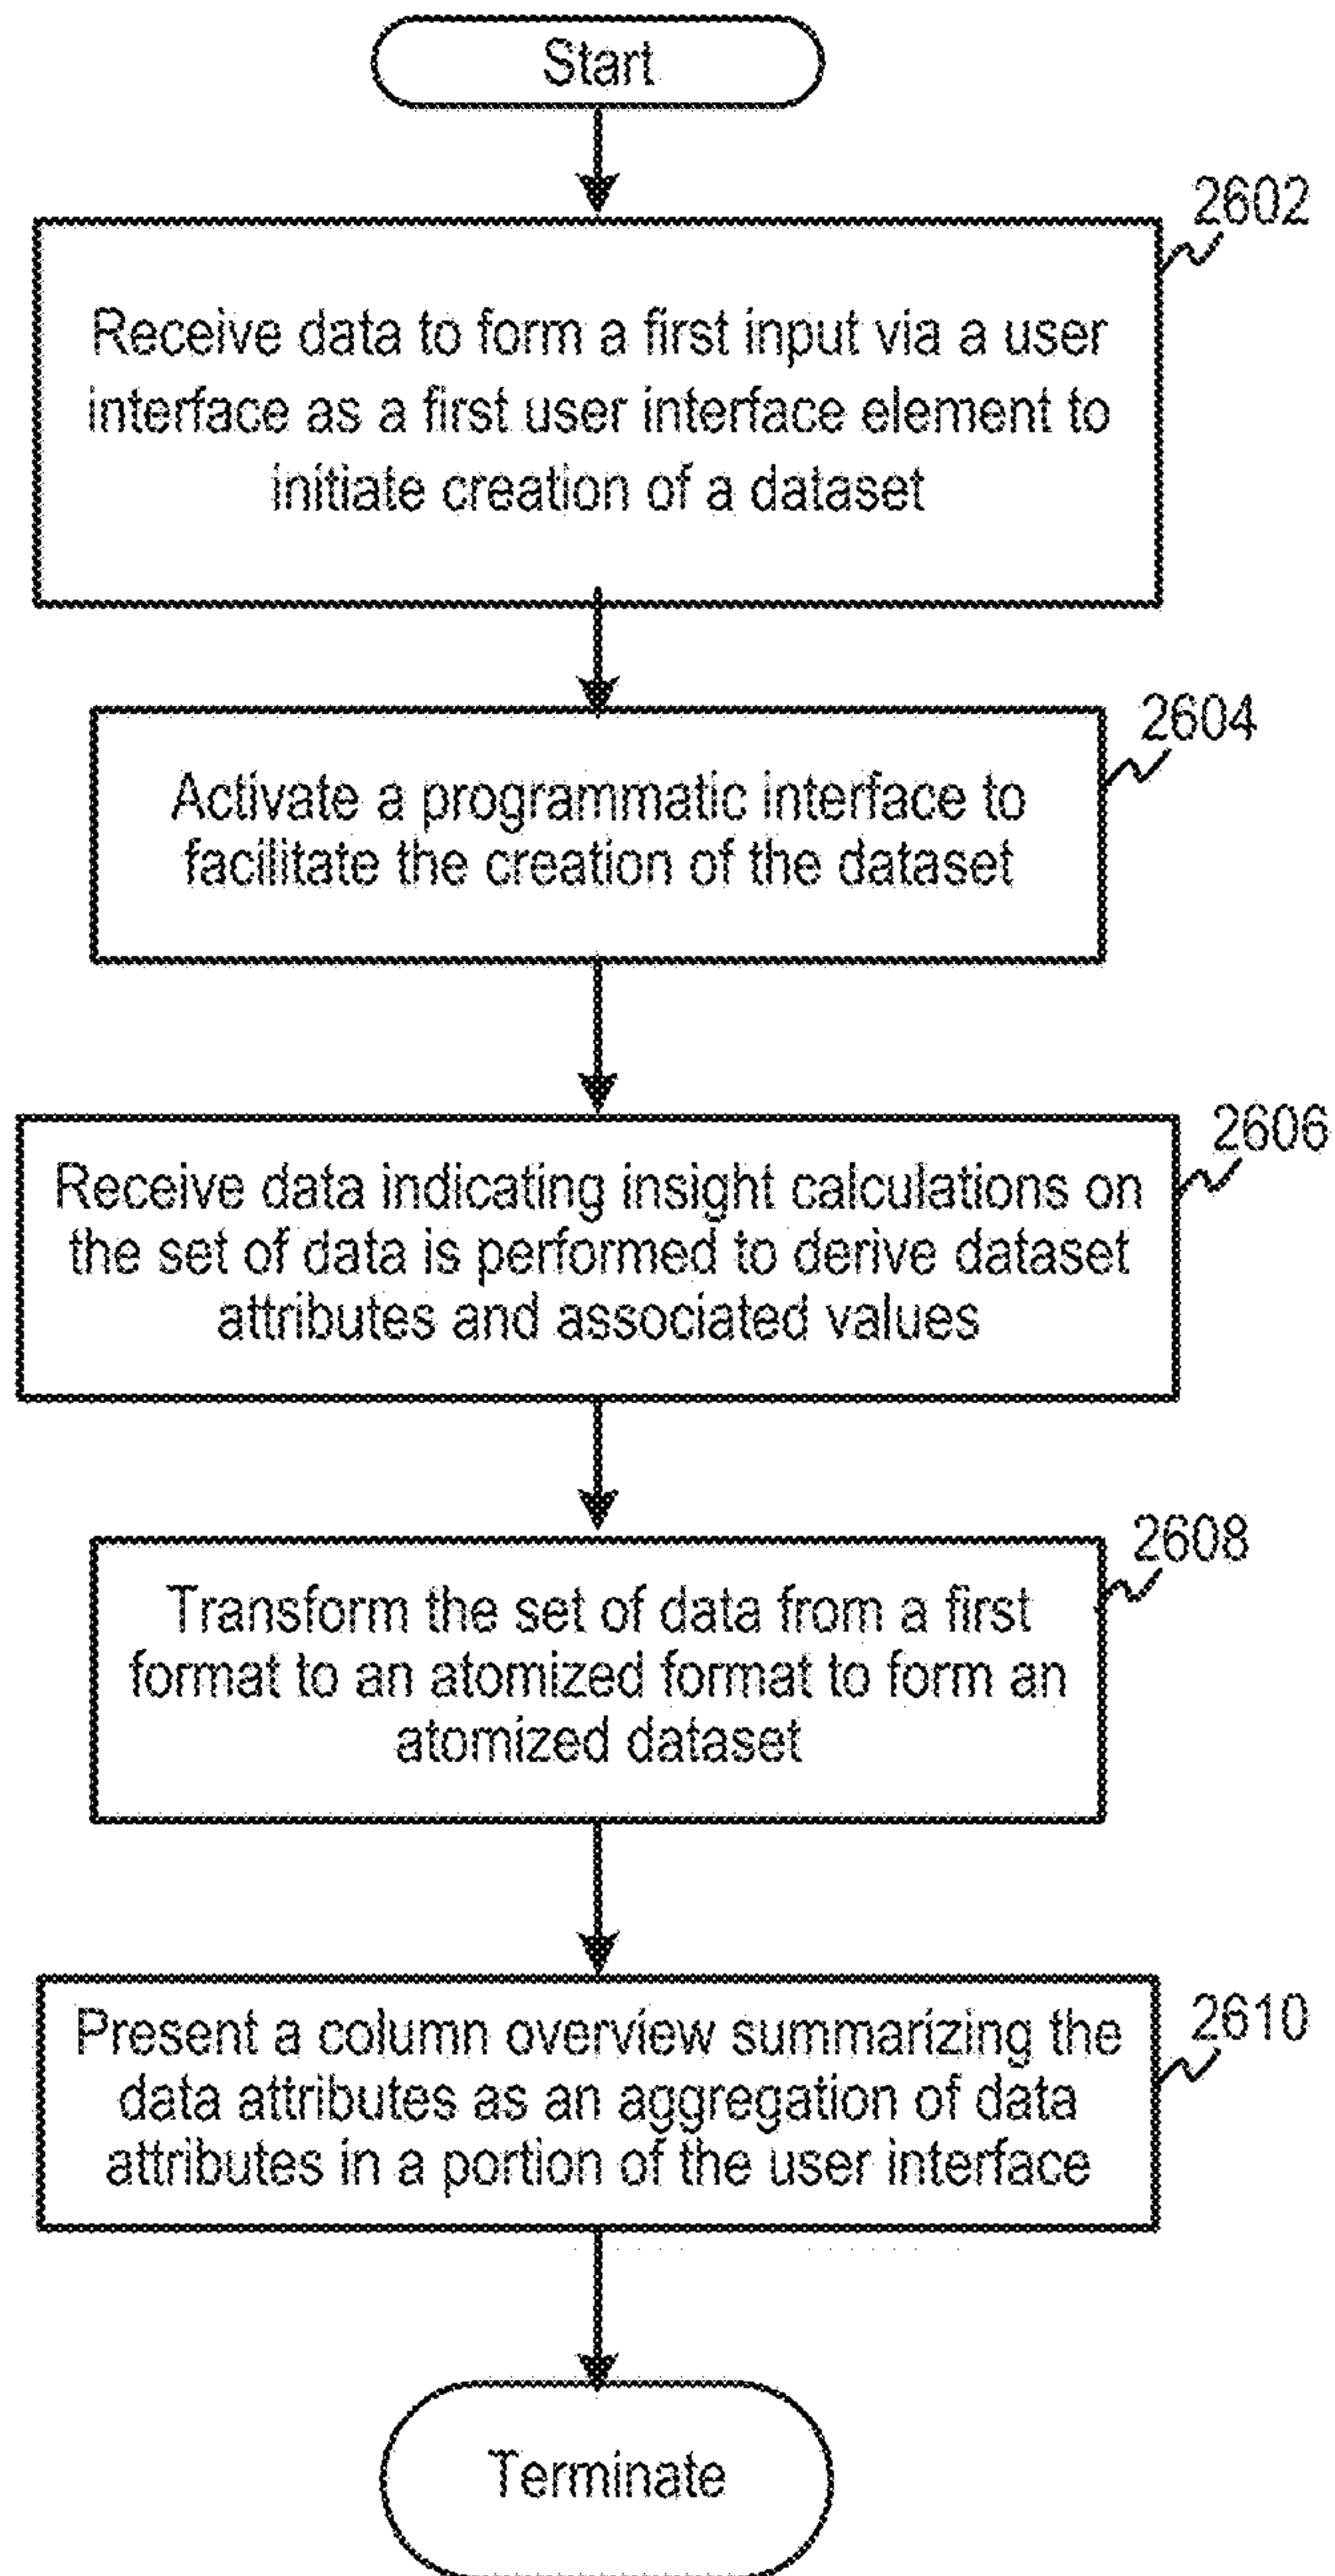 Start
2602
Receive data to form a first input via a user
interface as a first user interface element to
initiate creation of a dataset
2604
Activate a programmatic interface to
facilitate the creation of the dataset
2606
Receive data indicating insight calculations on
the set of data is performed to derive dataset
attributes and associated values
2608
Transform the set of data from a first
format to an atomized format to form an
atomized dataset
2610
Present a column overview summarizing the
data attributes as an aggregation of data
attributes in a portion of the user interface
Terminate